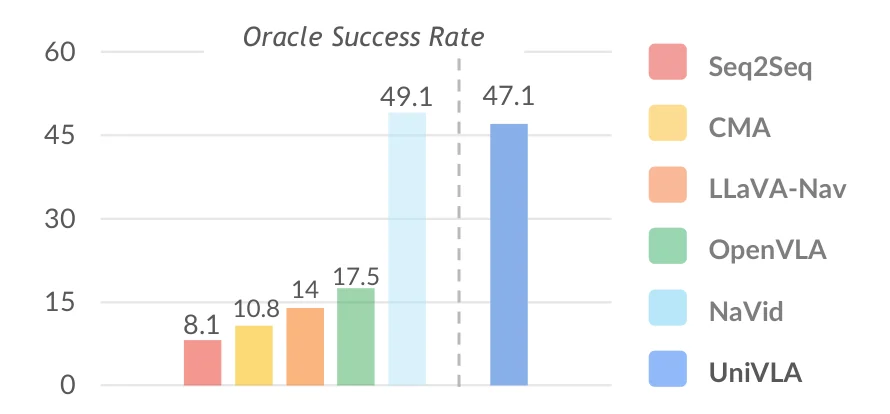 Oracle Success Rate
60
45
30
15
0
8.1
10.8
14
17.5
49.1
47.1
Seq2Seq
CMA
LLaVA-Nav
OpenVLA
NaVid
UniVLA